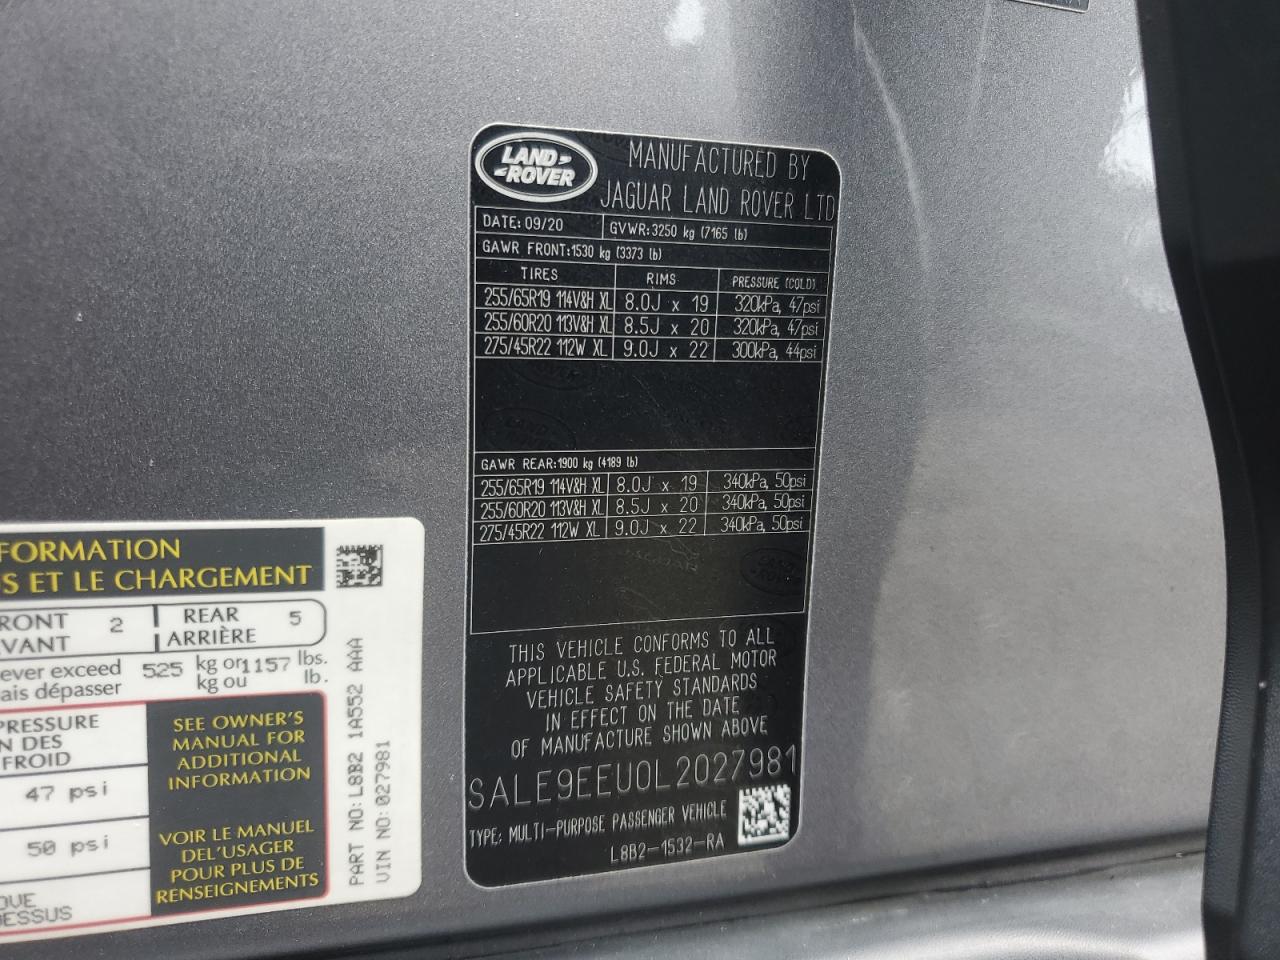 LAND-
-ROVER
MANUFACTURED BY
JAGUAR LAND ROVER LTD
DATE: 09/20 GVWR:3250 kg (7165 lb)
GAWR FRONT:1530 kg (3373 lb)
TIRES RIMS PRESSURE (COLD)
255/65R19 114V&H XL 8.0J x 19 320kPa, 47psi
255/60R20 113V&H XL 8.5J x 20 320kPa, 47psi
275/45R22 112W XL 9.0J x 22 300kPa, 44psi
GAWR REAR:1900 kg (4189 lb)
255/65R19 114V&H XL 8.0J x 19 340kPa, 50psi
255/60R20 113V&H XL 8.5J x 20 340kPa, 50psi
275/45R22 112W XL 9.0J x 22 340kPa, 50psi
THIS VEHICLE CONFORMS TO ALL
APPLICABLE U.S. FEDERAL MOTOR
VEHICLE SAFETY STANDARDS
IN EFFECT ON THE DATE
OF MANUFACTURE SHOWN ABOVE
SALE9EEU0L2027981
TYPE: MULTI-PURPOSE PASSENGER VEHICLE
L8B2-1532-RA
FORMATION
S ET LE CHARGEMENT
RONT 2 REAR 5
VANT ARRIÈRE
ever exceed 525 kg or 1157 lbs.
ais dépasser kg ou lb.
PRESSURE
N DES
FROID
47 psi
50 psi
OUE
DESSUS
SEE OWNER'S
MANUAL FOR
ADDITIONAL
INFORMATION
VOIR LE MANUEL
DEL'USAGER
POUR PLUS DE
RENSEIGNEMENTS
PART NO:L8B2 1A552 AAA
VIN NO:027981